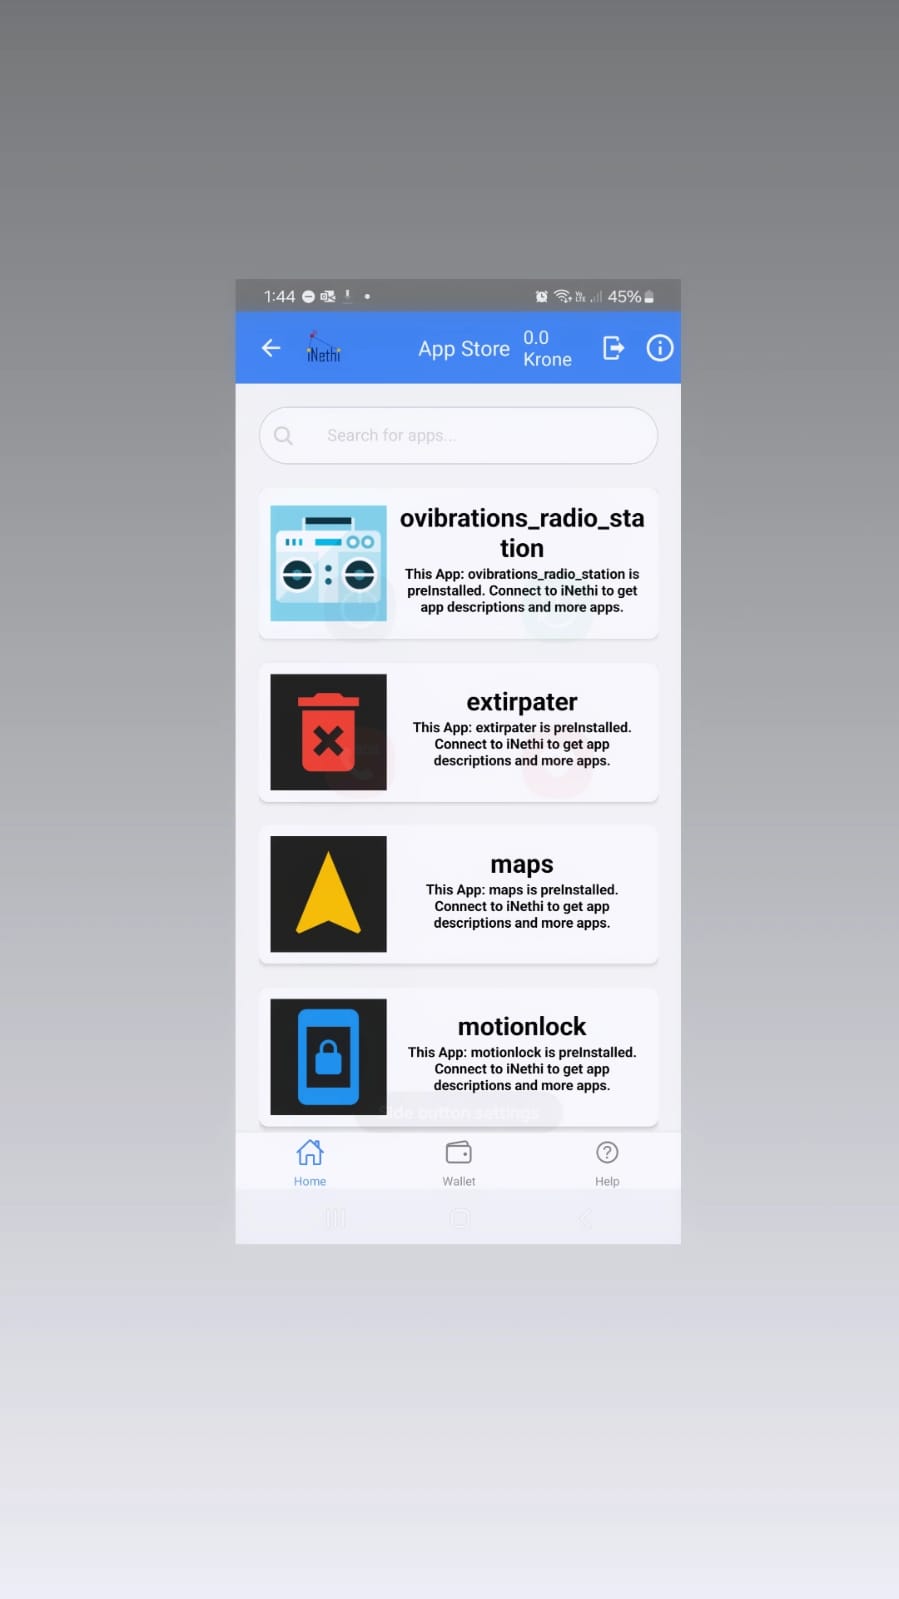 1:44
45%
iNethi
App Store
0.0
Krone
Search for apps...
ovibrations_radio_sta
tion
This App: ovibrations_radio_station is
preInstalled. Connect to iNethi to get
app descriptions and more apps.
extirpater
This App: extirpater is preInstalled.
Connect to iNethi to get app
descriptions and more apps.
maps
This App: maps is preInstalled.
Connect to iNethi to get app
descriptions and more apps.
motionlock
This App: motionlock is preInstalled.
Connect to iNethi to get app
descriptions and more apps.
button settings
Home
Wallet
Help